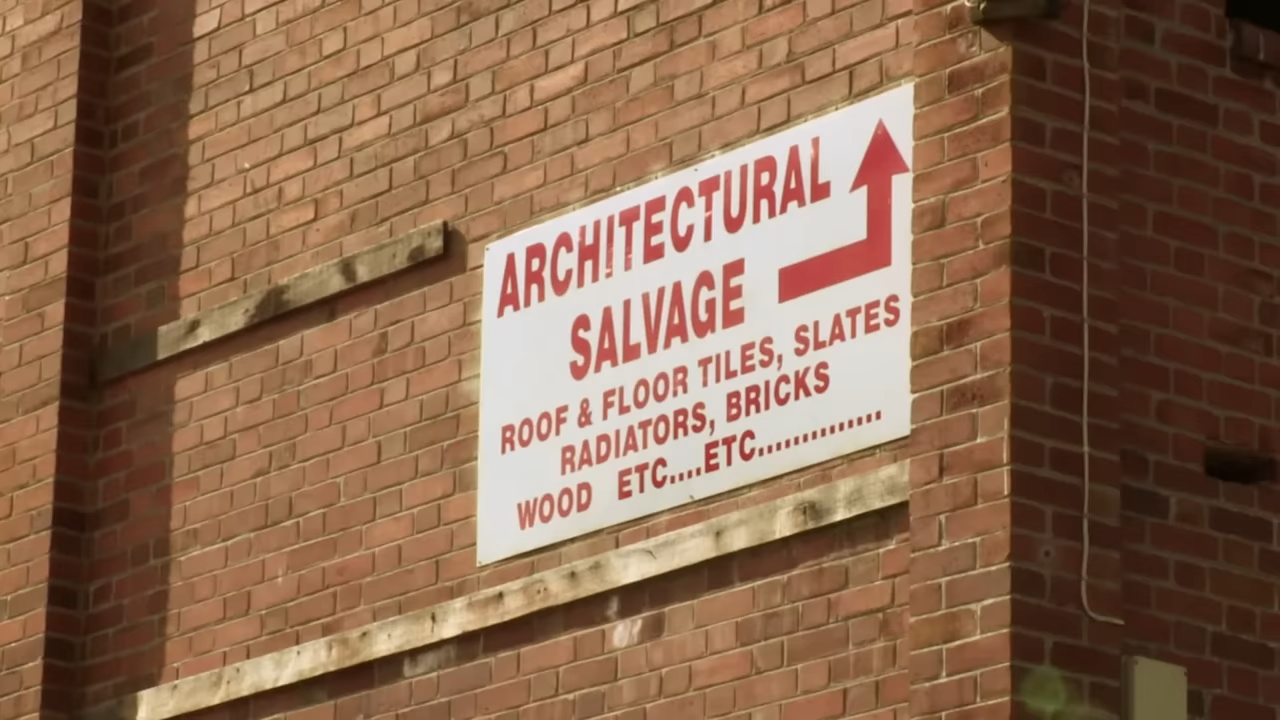 ARCHITECTURAL
SALVAGE
ROOF & FLOOR TILES, SLATES
RADIATORS, BRICKS
WOOD ETC....ETC..............